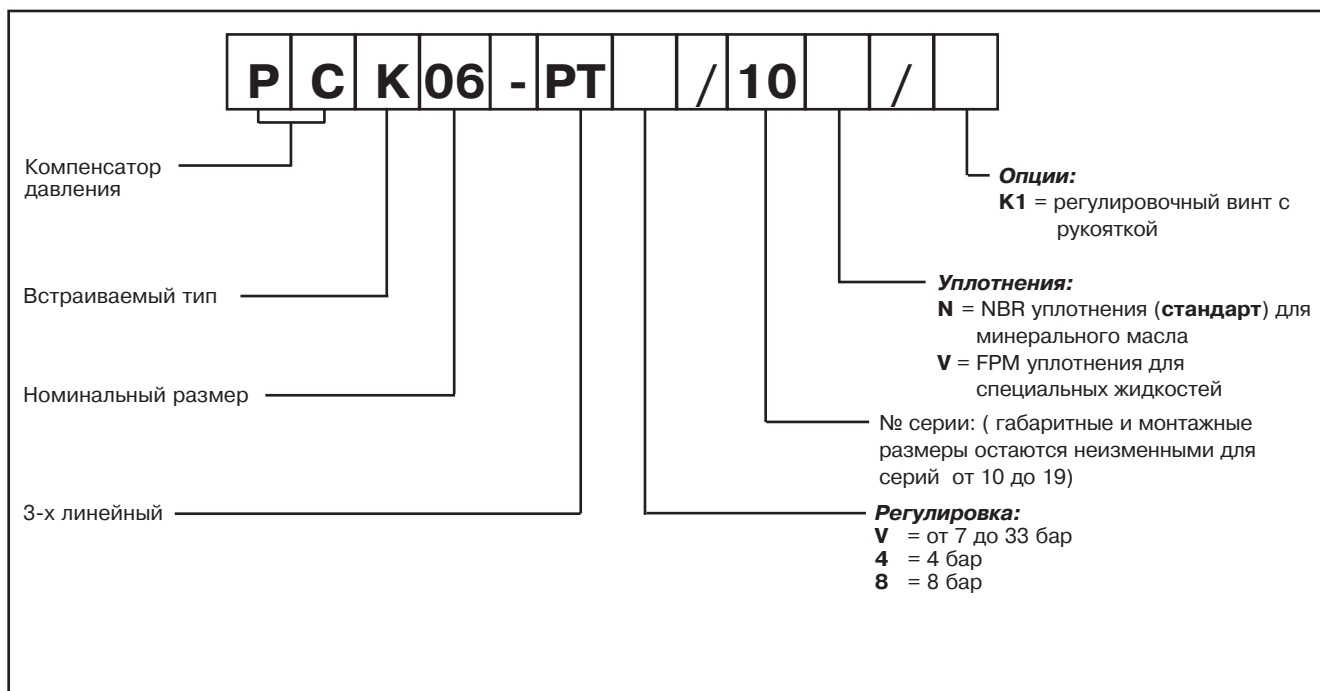 PCK06-PT /10 /
Компенсатор
давления
Встраиваемый тип
Номинальный размер
3-х линейный
Опции:
K1 = регулировочный винт с
рукояткой
Уплотнения:
N = NBR уплотнения (стандарт) для
минерального масла
V = FPM уплотнения для
специальных жидкостей
№ серии: ( габаритные и монтажные
размеры остаются неизменными для
серий от 10 до 19)
Регулировка:
V = от 7 до 33 бар
4 = 4 бар
8 = 8 бар